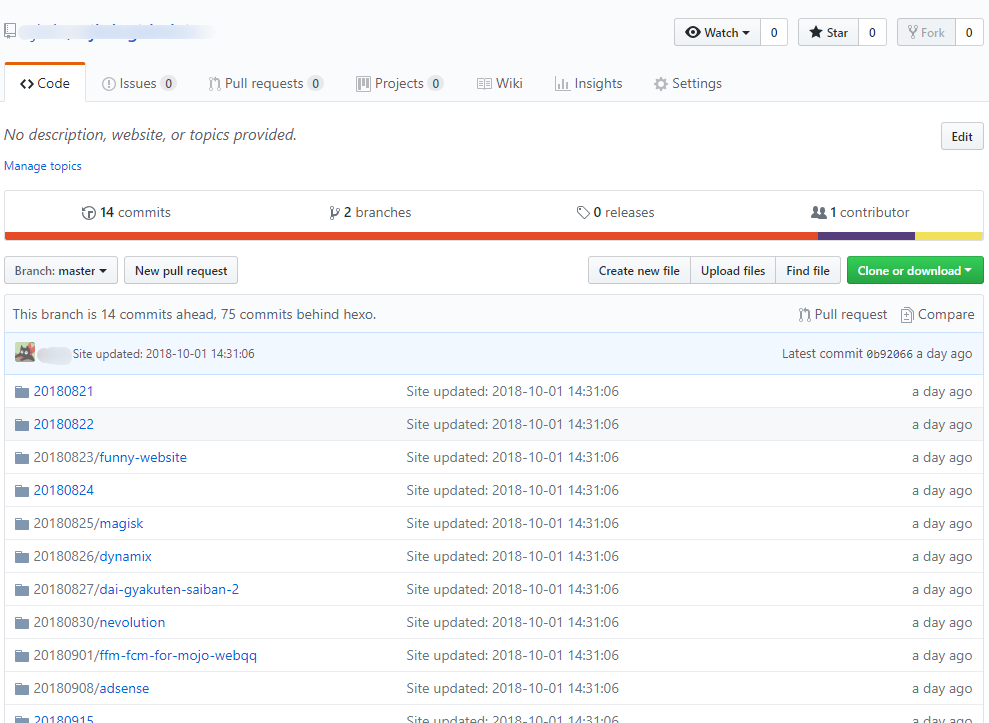 Watch 0 Star 0 Fork 0
Code Issues 0 Pull requests 0 Projects 0 Wiki Insights Settings
No description, website, or topics provided. Edit
Manage topics
14 commits 2 branches 0 releases 1 contributor
Branch: master New pull request Create new file Upload files Find file Clone or download
This branch is 14 commits ahead, 75 commits behind hexo. Pull request Compare
Site updated: 2018-10-01 14:31:06 Latest commit 0b92066 a day ago
20180821 Site updated: 2018-10-01 14:31:06 a day ago
20180822 Site updated: 2018-10-01 14:31:06 a day ago
20180823/funny-website Site updated: 2018-10-01 14:31:06 a day ago
20180824 Site updated: 2018-10-01 14:31:06 a day ago
20180825/magisk Site updated: 2018-10-01 14:31:06 a day ago
20180826/dynamix Site updated: 2018-10-01 14:31:06 a day ago
20180827/dai-gyakuten-saiban-2 Site updated: 2018-10-01 14:31:06 a day ago
20180830/nevolution Site updated: 2018-10-01 14:31:06 a day ago
20180901/ffm-fcm-for-mojo-webqq Site updated: 2018-10-01 14:31:06 a day ago
20180908/adsense Site updated: 2018-10-01 14:31:06 a day ago
20180915 Site updated: 2018-10-01 14:31:06 a day ago